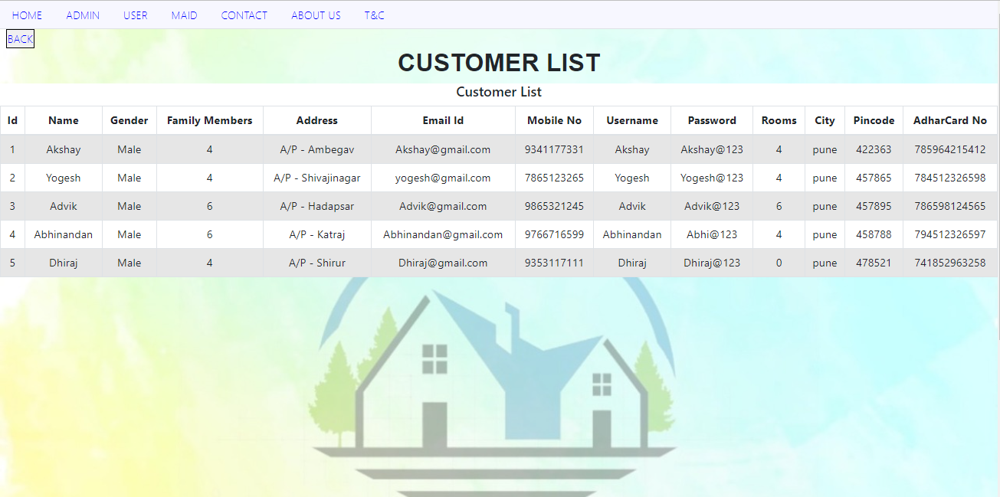 HOME ADMIN USER MAID CONTACT ABOUT US T&C
BACK
CUSTOMER LIST
Customer List
Id Name Gender Family Members Address Email Id Mobile No Username Password Rooms City Pincode AdharCard No
1 Akshay Male 4 A/P - Ambegav Akshay@gmail.com 9341177331 Akshay Akshay@123 4 pune 422363 785964215412
2 Yogesh Male 4 A/P - Shivajinagar yogesh@gmail.com 7865123265 Yogesh Yogesh@123 4 pune 457865 784512326598
3 Advik Male 6 A/P - Hadapsar Advik@gmail.com 9865321245 Advik Advik@123 6 pune 457895 786598124565
4 Abhinandan Male 6 A/P - Katraj Abhinandan@gmail.com 9766716599 Abhinandan Abhi@123 4 pune 458788 794512326597
5 Dhiraj Male 4 A/P - Shirur Dhiraj@gmail.com 9353117111 Dhiraj Dhiraj@123 0 pune 478521 741852963258